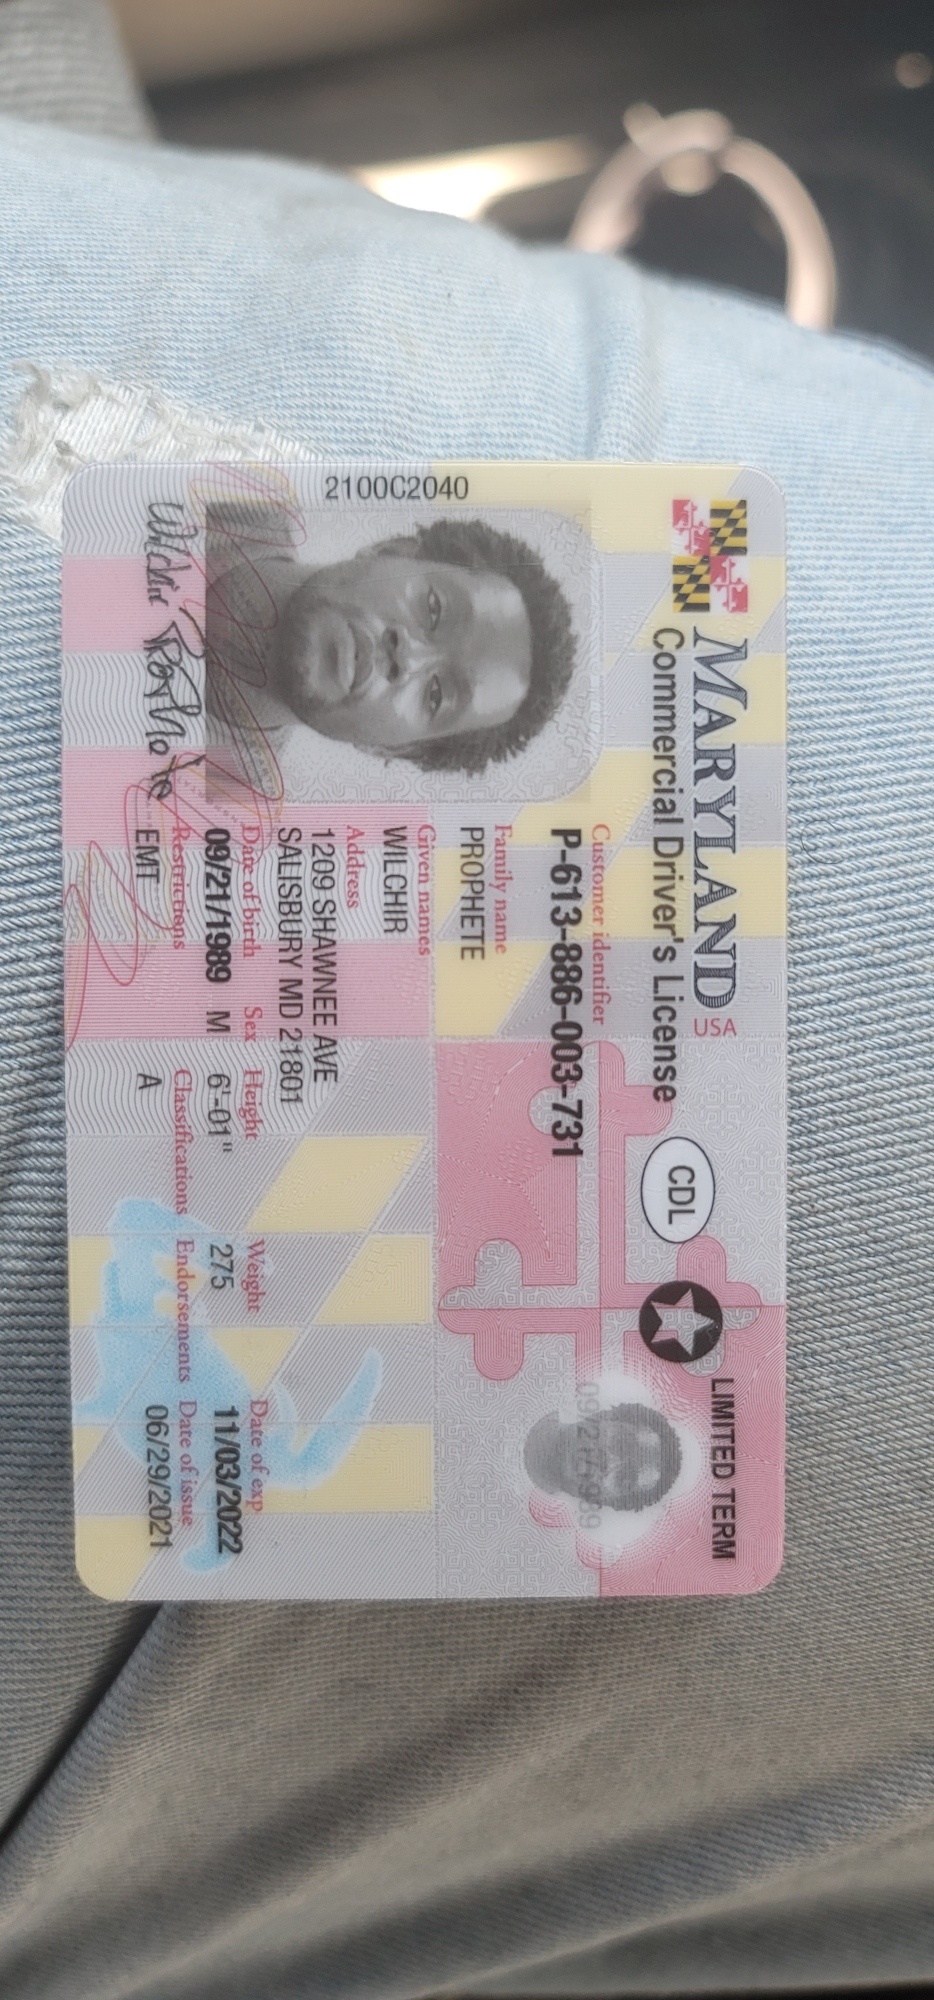 MARYLAND USA
Commercial Driver's License CDL LIMITED TERM
2100C2040
Customer identifier
P-613-886-003-731
Family name
PROPHETE
Given names
WILCHIR
Address
1209 SHAWNEE AVE
SALISBURY MD 21801
Date of birth Sex Height Weight Date of exp
09/21/1989 M 6'-01" 275 11/03/2022
Restrictions Classifications Endorsements Date of issue
EMT A 06/29/2021